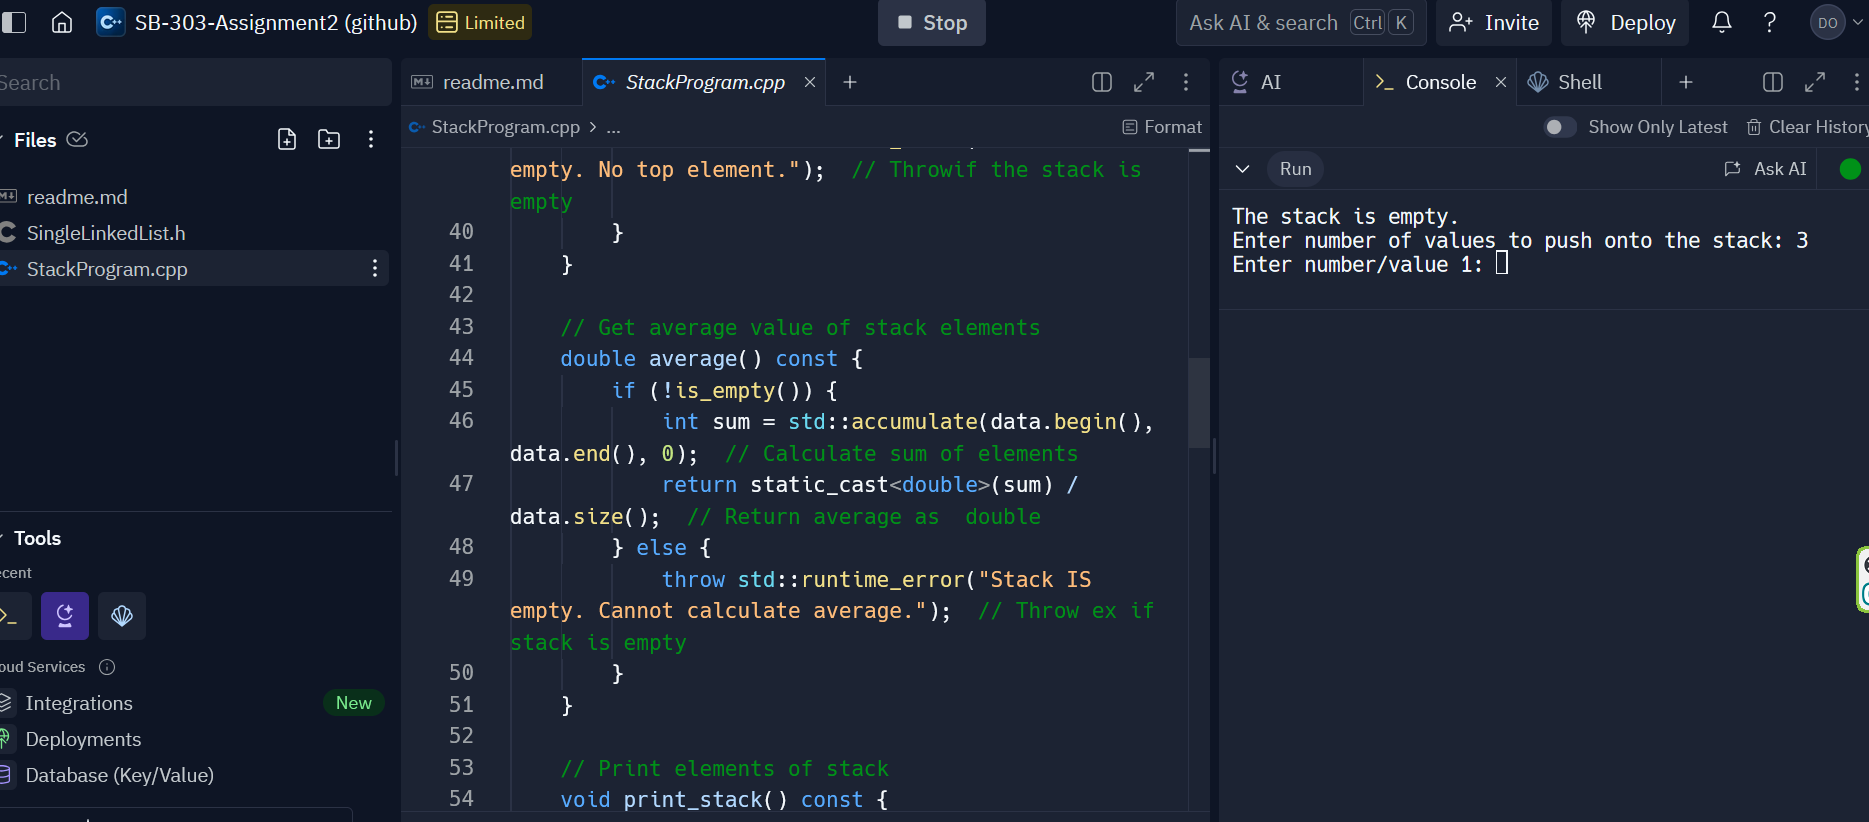 SB-303-Assignment2 (github)
Limited
Stop
Ask AI & search Ctrl K
Invite
Deploy
DO
Search
Files
readme.md
SingleLinkedList.h
StackProgram.cpp
Tools
Integrations
New
Deployments
Database (Key/Value)
readme.md
StackProgram.cpp
StackProgram.cpp > ...
Format
empty. No top element.");  // Throwif the stack is
empty
40 }
41 }
42
43 // Get average value of stack elements
44 double average() const {
45 if (!is_empty()) {
46 int sum = std::accumulate(data.begin(),
data.end(), 0);  // Calculate sum of elements
47 return static_cast<double>(sum) /
data.size();  // Return average as  double
48 } else {
49 throw std::runtime_error("Stack IS
empty. Cannot calculate average.");  // Throw ex if
stack is empty
50 }
51 }
52
53 // Print elements of stack
54 void print_stack() const {
AI
Console
Shell
Show Only Latest
Clear History
Run
Ask AI
The stack is empty.
Enter number of values to push onto the stack: 3
Enter number/value 1: